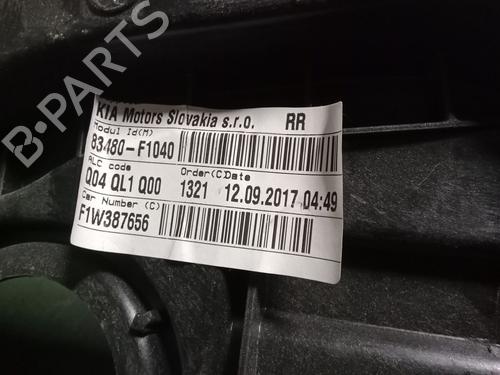 KIA Motors Slovakia s.r.o. RR
Modul Id(M)
83480-F1040
ALC code Order(C)Date
Q04 QL1 Q00 1321 12.09.2017 04:49
Car Number (C)
F1W387656
B-PARTS